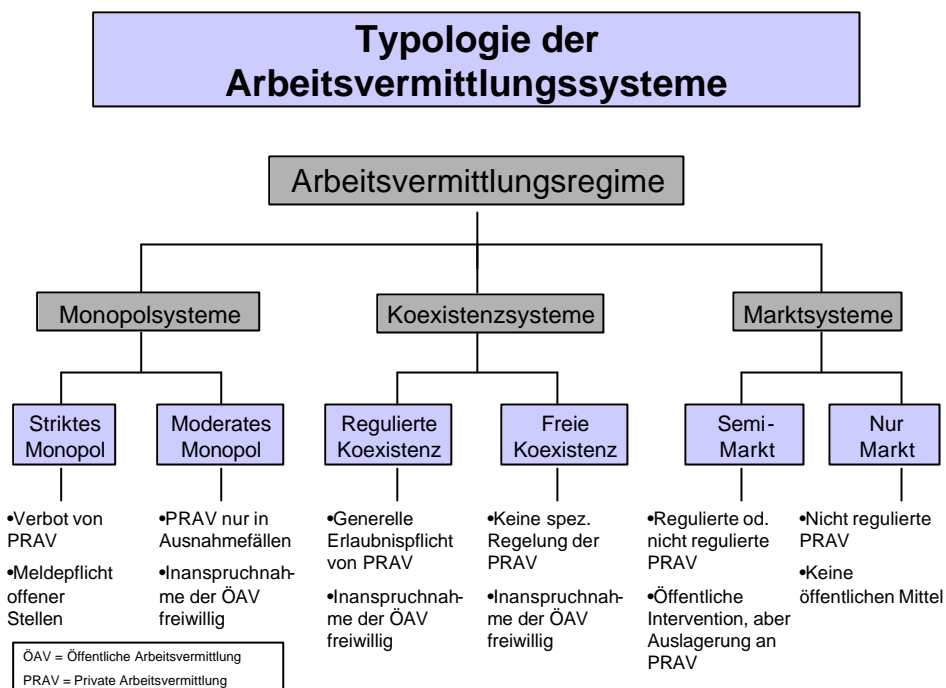 Typologie der
Arbeitsvermittlungssysteme
Arbeitsvermittlungsregime
Monopolsysteme
Koexistenzsysteme
Marktsysteme
Striktes
Monopol
Moderates
Monopol
Regulierte
Koexistenz
Freie
Koexistenz
Semi-
Markt
Nur
Markt
•Verbot von
PRAV
•Meldepflicht
offener
Stellen
•PRAV nur in
Ausnahmefällen
•Inanspruchnah-
me der ÖAV
freiwillig
•Generelle
Erlaubnispflicht
von PRAV
•Inanspruchnah-
me der ÖAV
freiwillig
•Keine spez.
Regelung der
PRAV
•Inanspruchnah-
me der ÖAV
freiwillig
•Regulierte od.
nicht regulierte
PRAV
•Öffentliche
Intervention, aber
Auslagerung an
PRAV
•Nicht regulierte
PRAV
•Keine
öffentlichen Mittel
ÖAV = Öffentliche Arbeitsvermittlung
PRAV = Private Arbeitsvermittlung